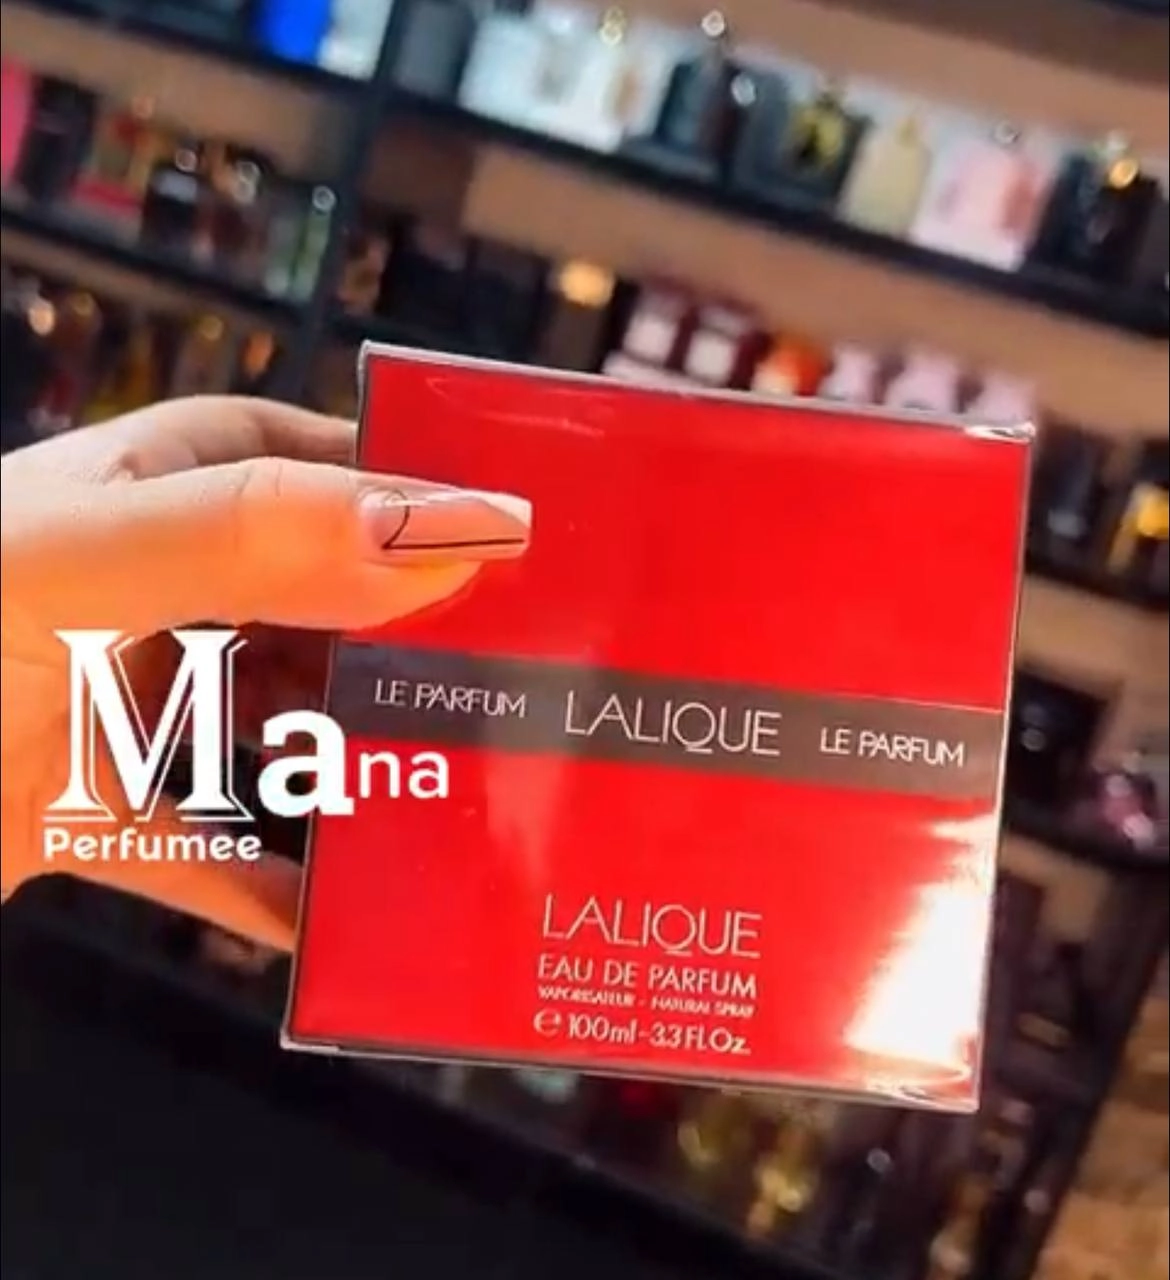 LE PARFUM LALIQUE LE PARFUM
Mana
Perfumee
LALIQUE
EAU DE PARFUM
VAPORISATEUR - NATURAL SPRAY
e 100ml-3.3 Fl.Oz.